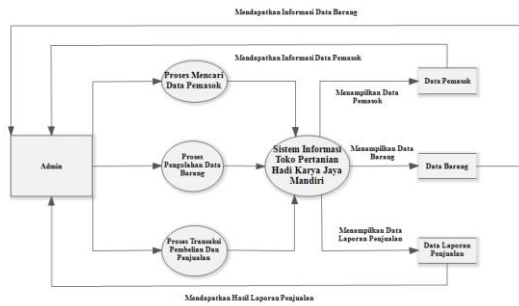 Mendapatkan Informasi Data Barang
Mendapatkan Informasi Data Pemasok
Proses Mencari
Data Pemasok
Data Pemasok
Menampilkan Data
Pemasok
Admin
Proses
Pengolahan Data
Barang
Sistem Informasi
Toko Pertanian
Hadi Karya Jaya
Mandiri
Menampilkan Data
Barang
Data Barang
Proses Transaksi
Pembelian Dan
Penjualan
Menampilkan Data
Laporan Penjualan
Data Laporan
Penjualan
Mendapatkan Hasil Laporan Penjualan